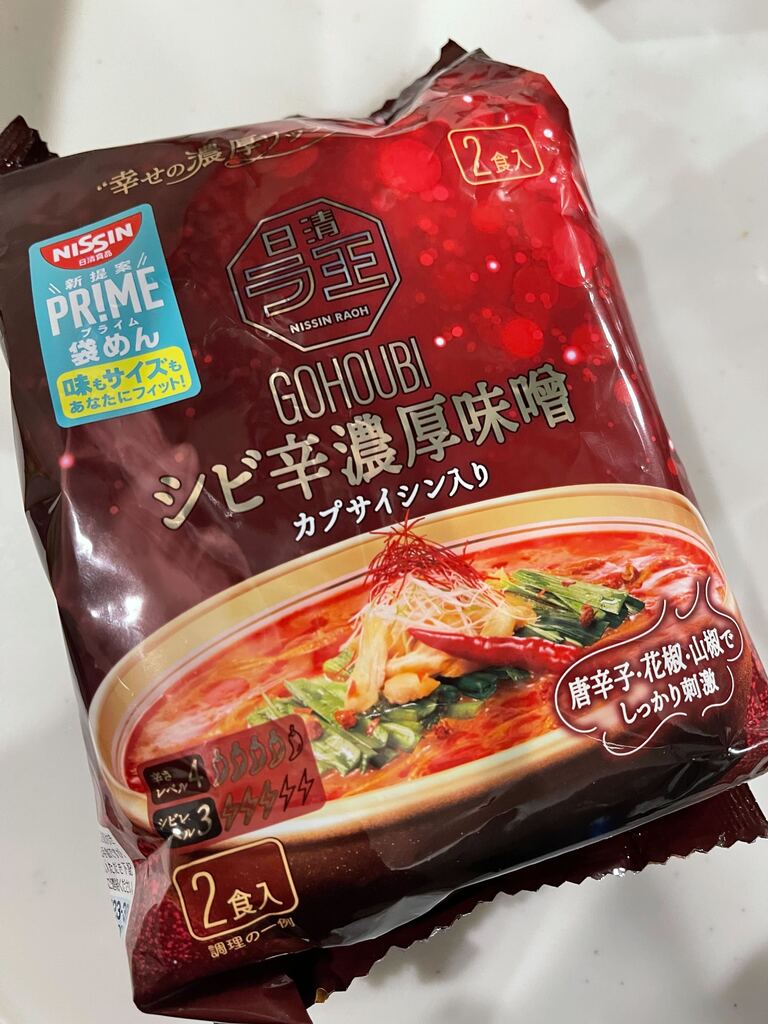 "幸せの濃厚リッ
2食入
NISSIN
日清食品
新提案
PR!ME
プライム
袋めん
味もサイズも
あなたにフィット!
日清
ラ王
NISSIN RAOH
GOHOUBI
シビ辛濃厚味噌
カプサイシン入り
唐辛子・花椒・山椒で
しっかり刺激
辛さ
レベル4
シビレ
ベル3
2食入
調理の一例